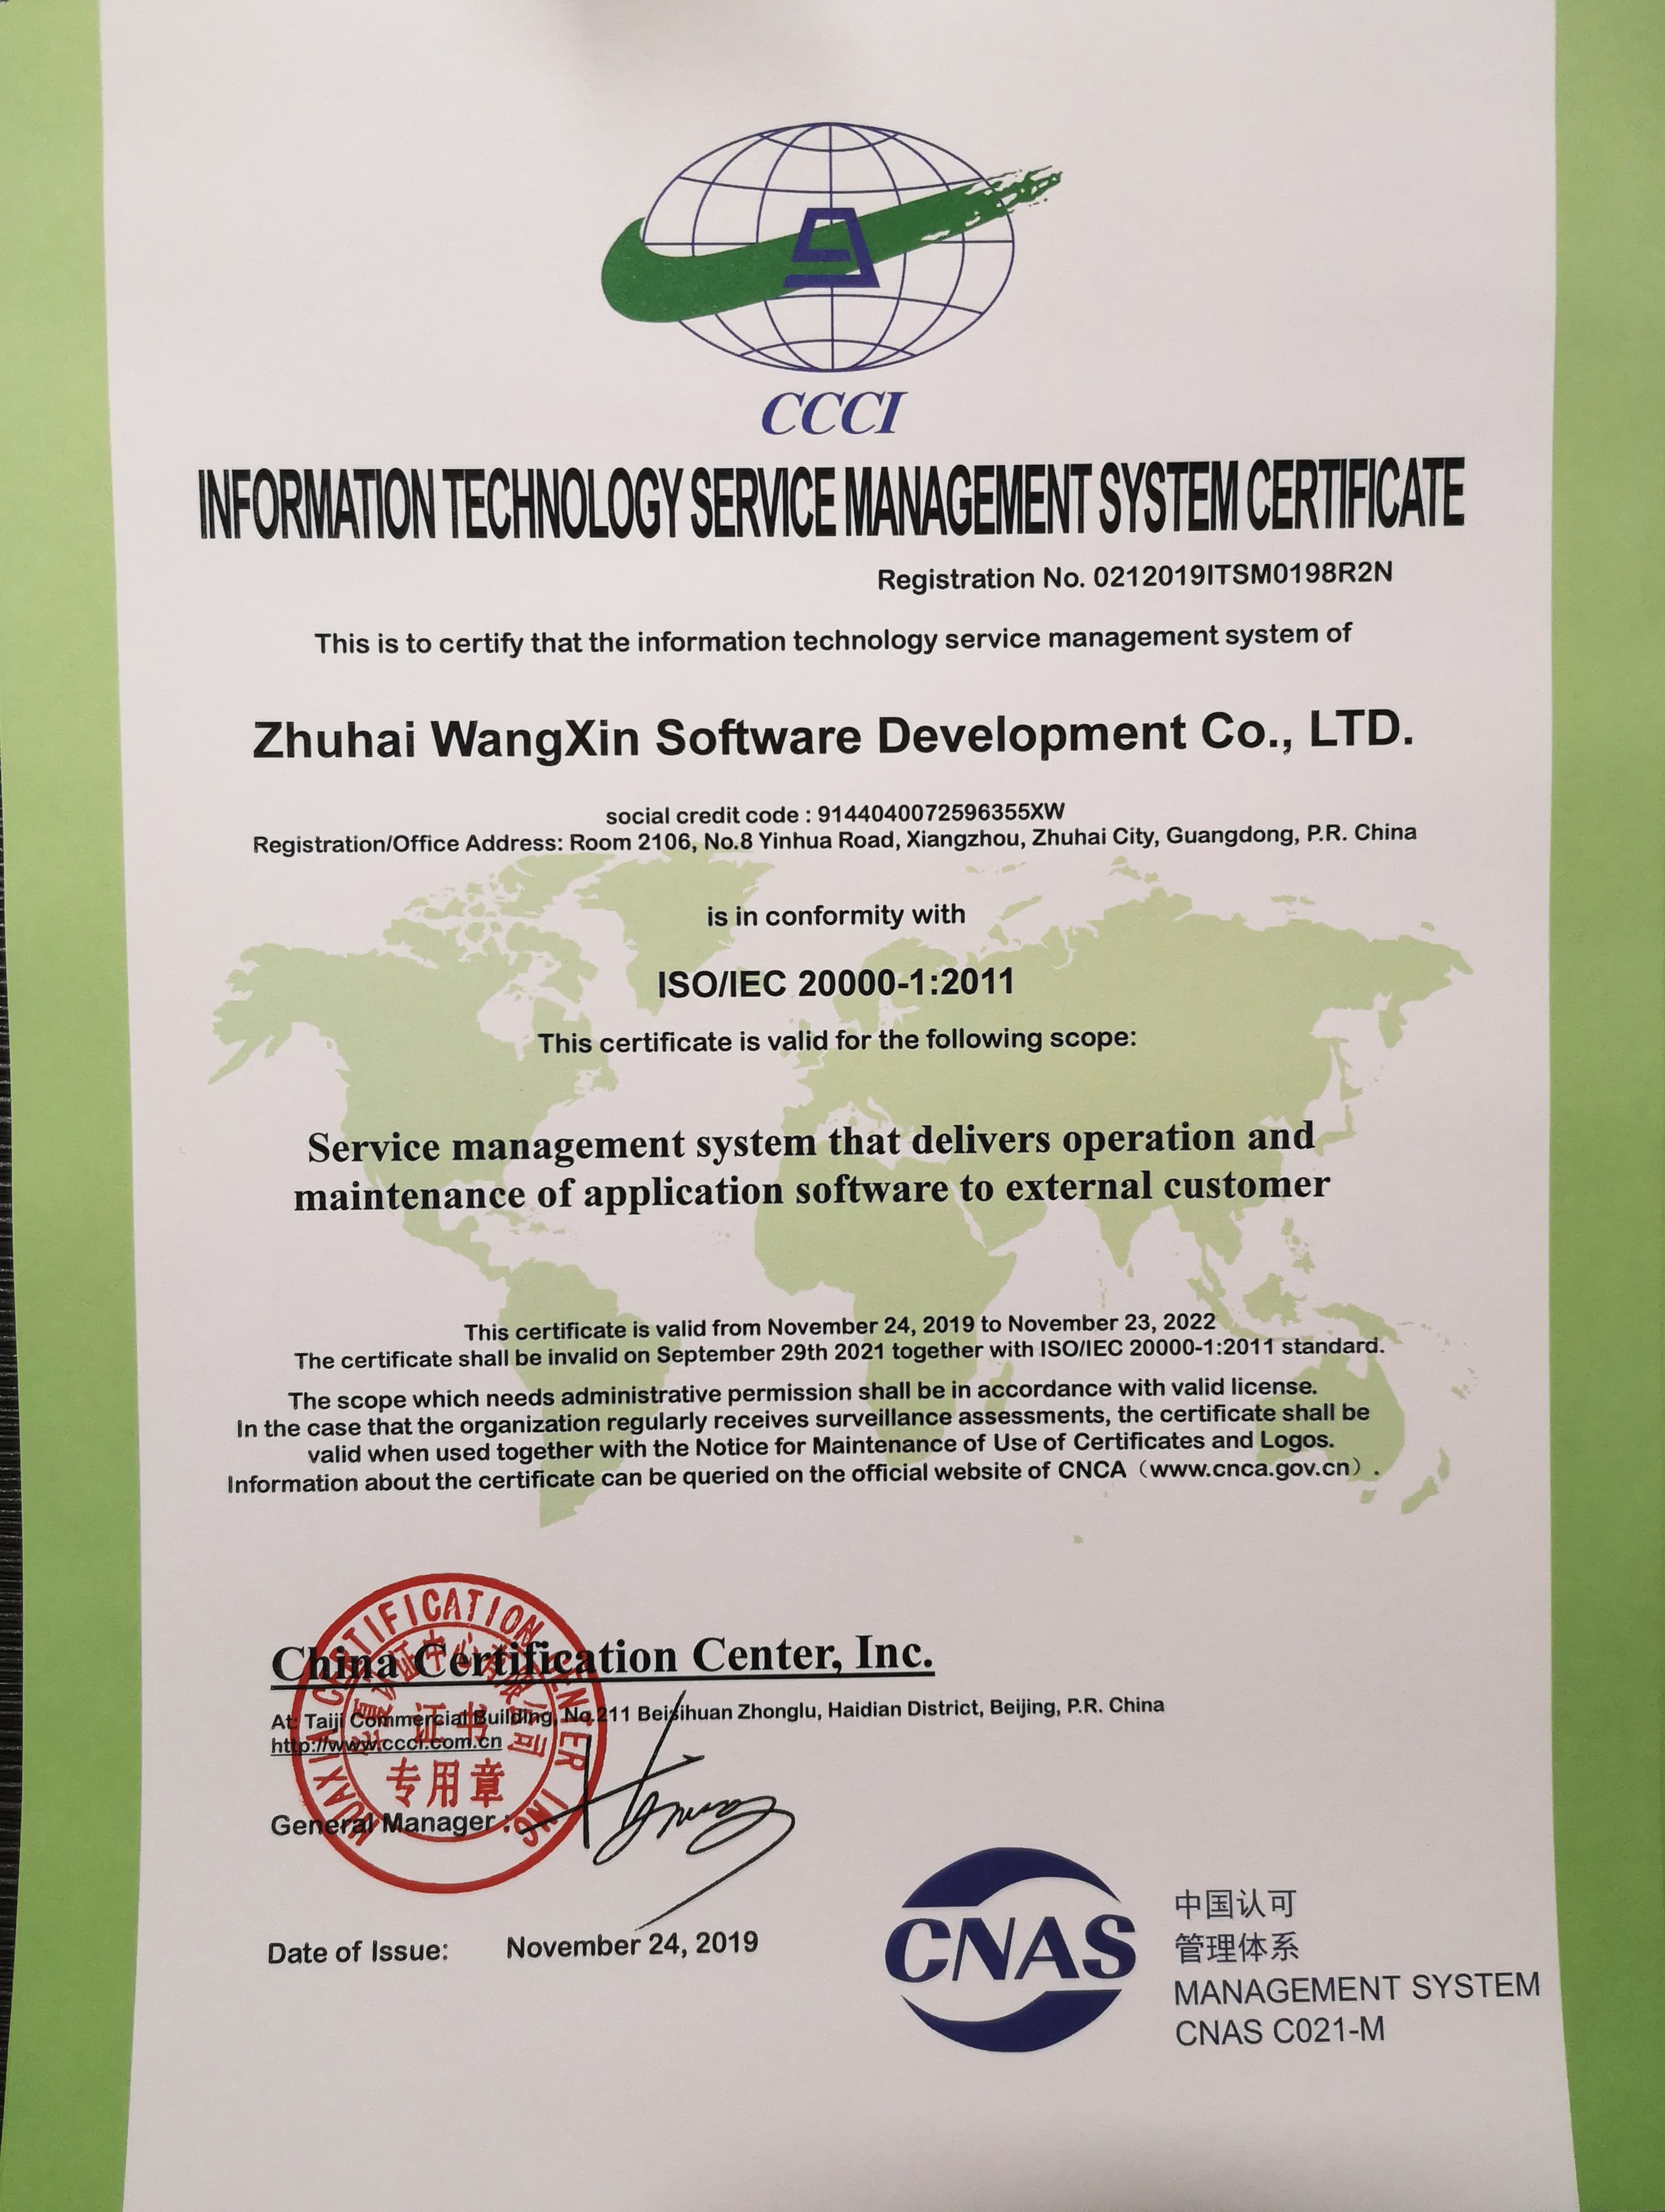 CCCI
INFORMATION TECHNOLOGY SERVICE MANAGEMENT SYSTEM CERTIFICATE
Registration No. 0212019ITSM0198R2N
This is to certify that the information technology service management system of
Zhuhai WangXin Software Development Co., LTD.
social credit code : 9144040072596355XW
Registration/Office Address: Room 2106, No.8 Yinhua Road, Xiangzhou, Zhuhai City, Guangdong, P.R. China
is in conformity with
ISO/IEC 20000-1:2011
This certificate is valid for the following scope:
Service management system that delivers operation and
maintenance of application software to external customer
This certificate is valid from November 24, 2019 to November 23, 2022
The certificate shall be invalid on September 29th 2021 together with ISO/IEC 20000-1:2011 standard.
The scope which needs administrative permission shall be in accordance with valid license.
In the case that the organization regularly receives surveillance assessments, the certificate shall be
valid when used together with the Notice for Maintenance of Use of Certificates and Logos.
Information about the certificate can be queried on the official website of CNCA（www.cnca.gov.cn）.
HUAXIA CERTIFICATION CENTER INC.
China Certification Center, Inc.
At: Taiji Commercial Building, No.211 Beisihuan Zhonglu, Haidian District, Beijing, P.R. China
http://www.ccci.com.cn
证书
专用章
General Manager :
Date of Issue: November 24, 2019
CNAS
中国认可
管理体系
MANAGEMENT SYSTEM
CNAS C021-M